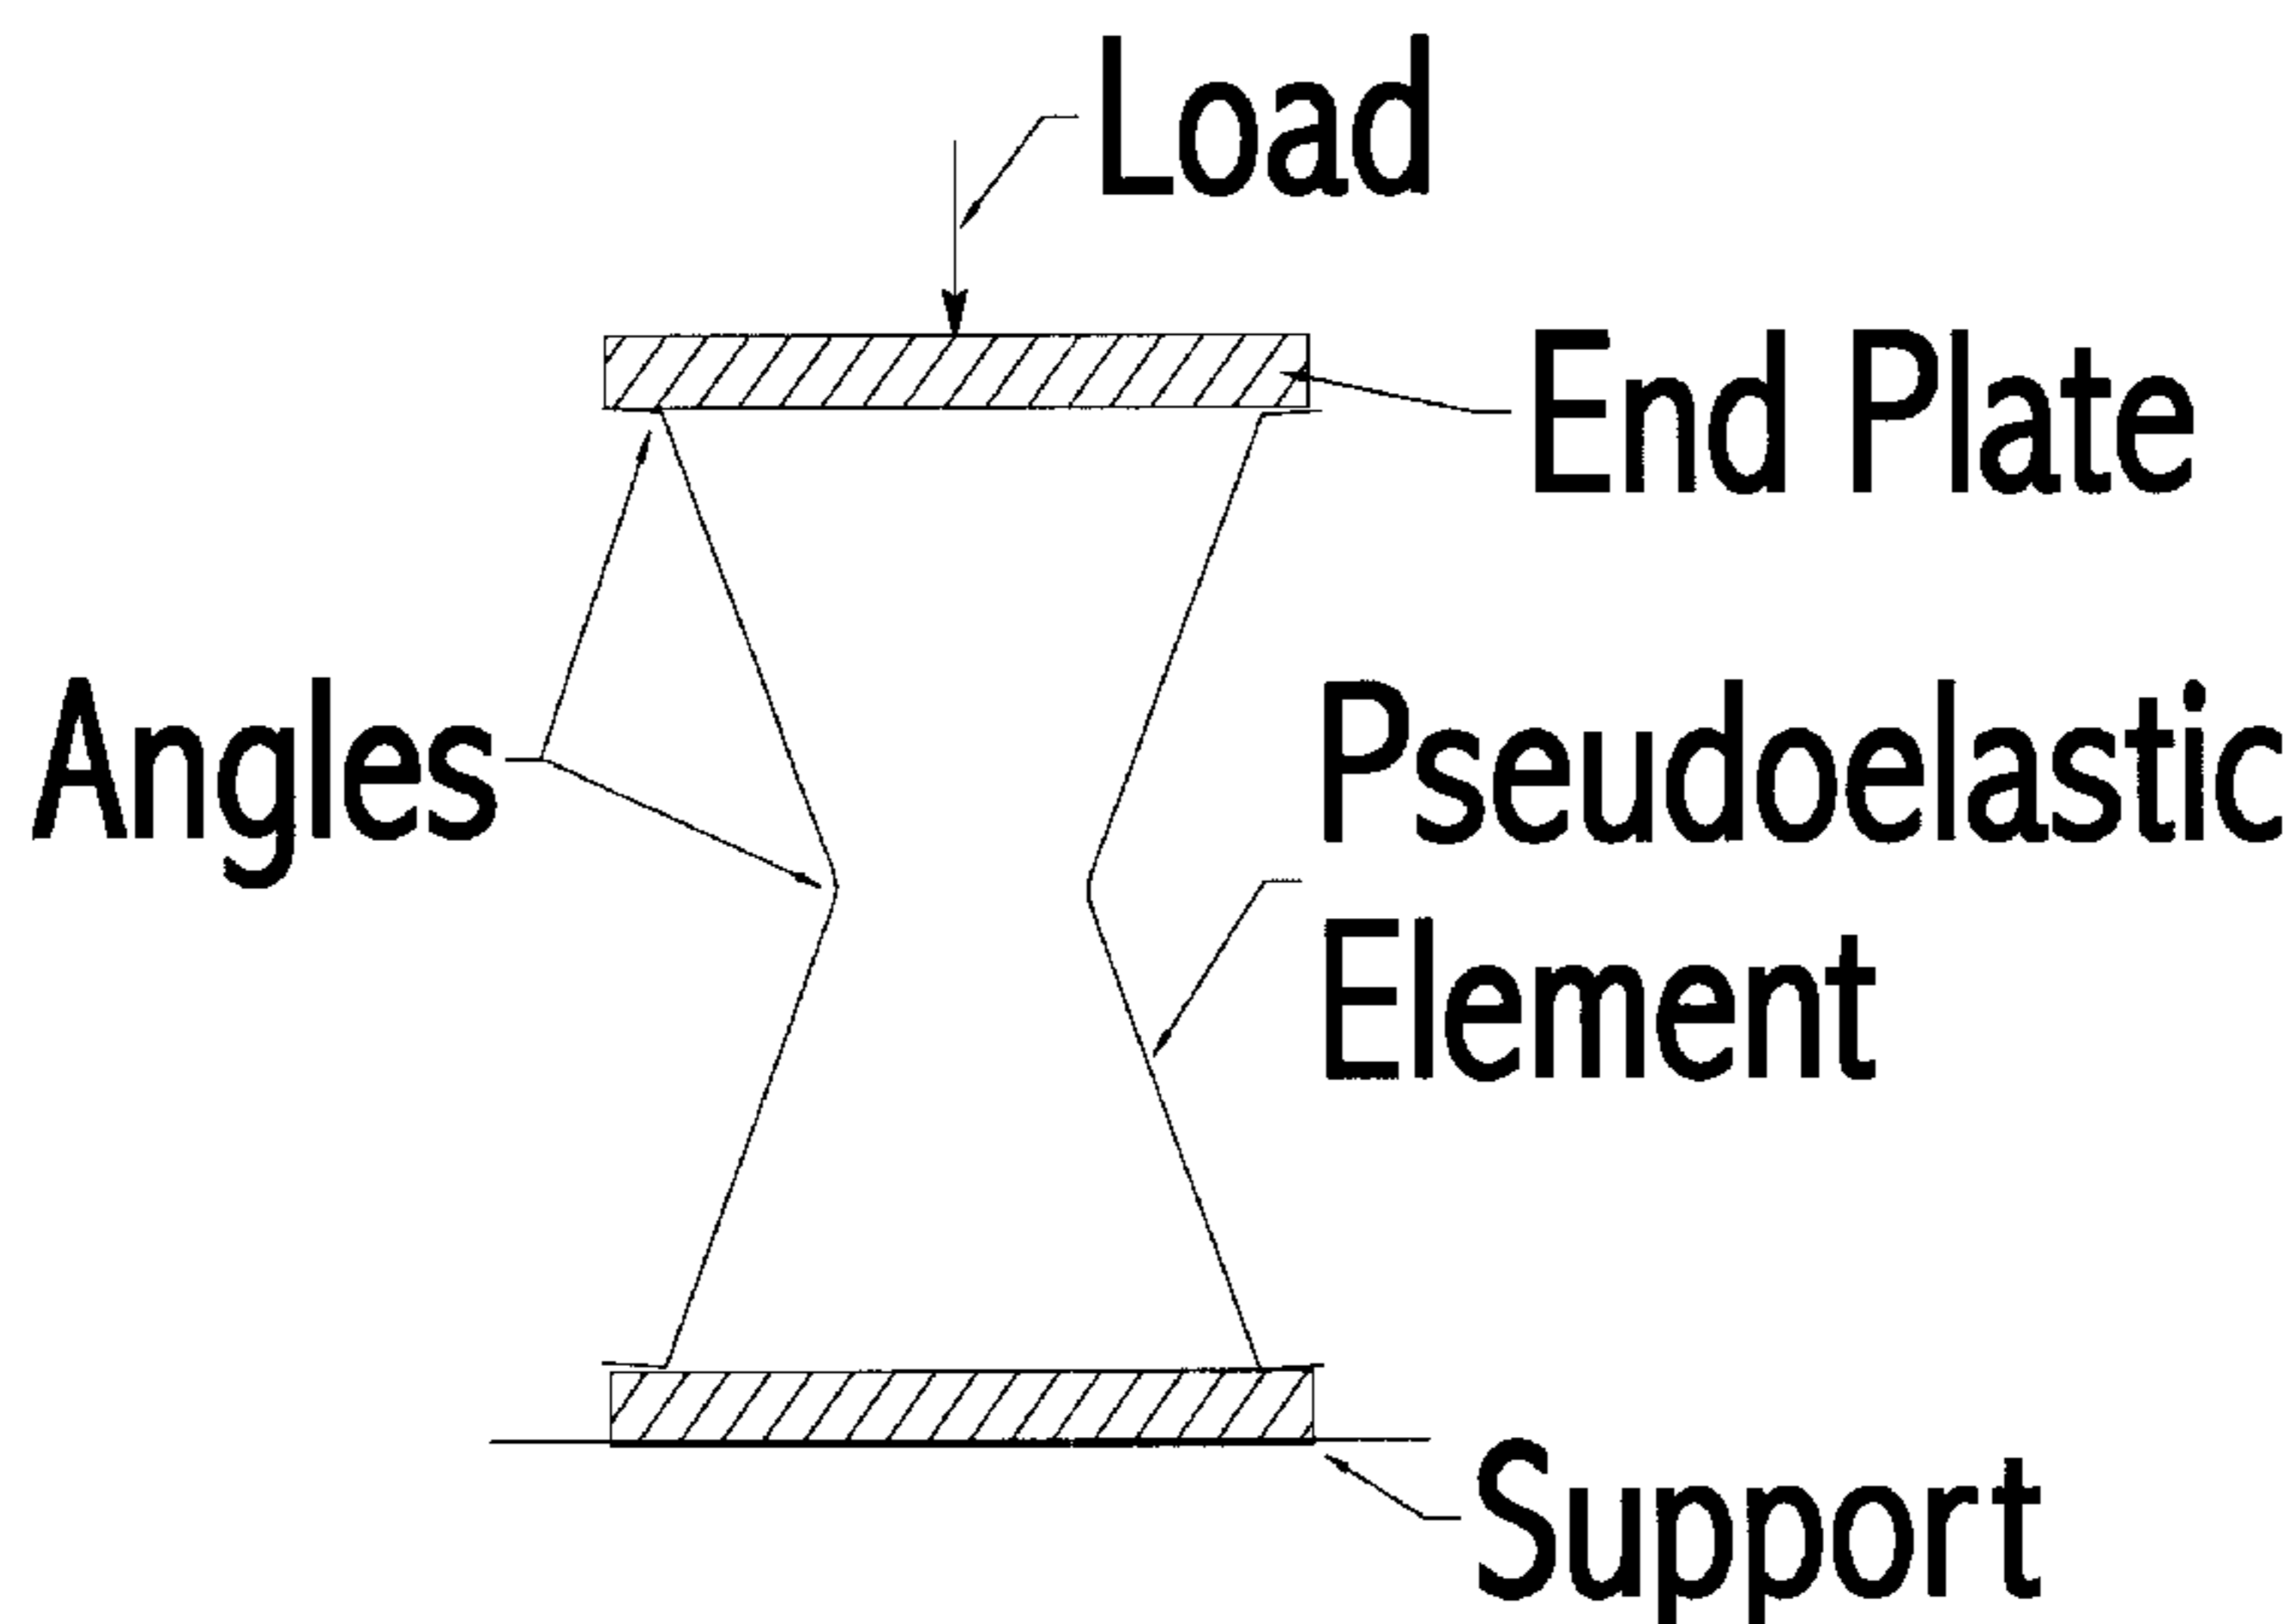 Load
End Plate
Angles
Pseudoelastic
Element
Support